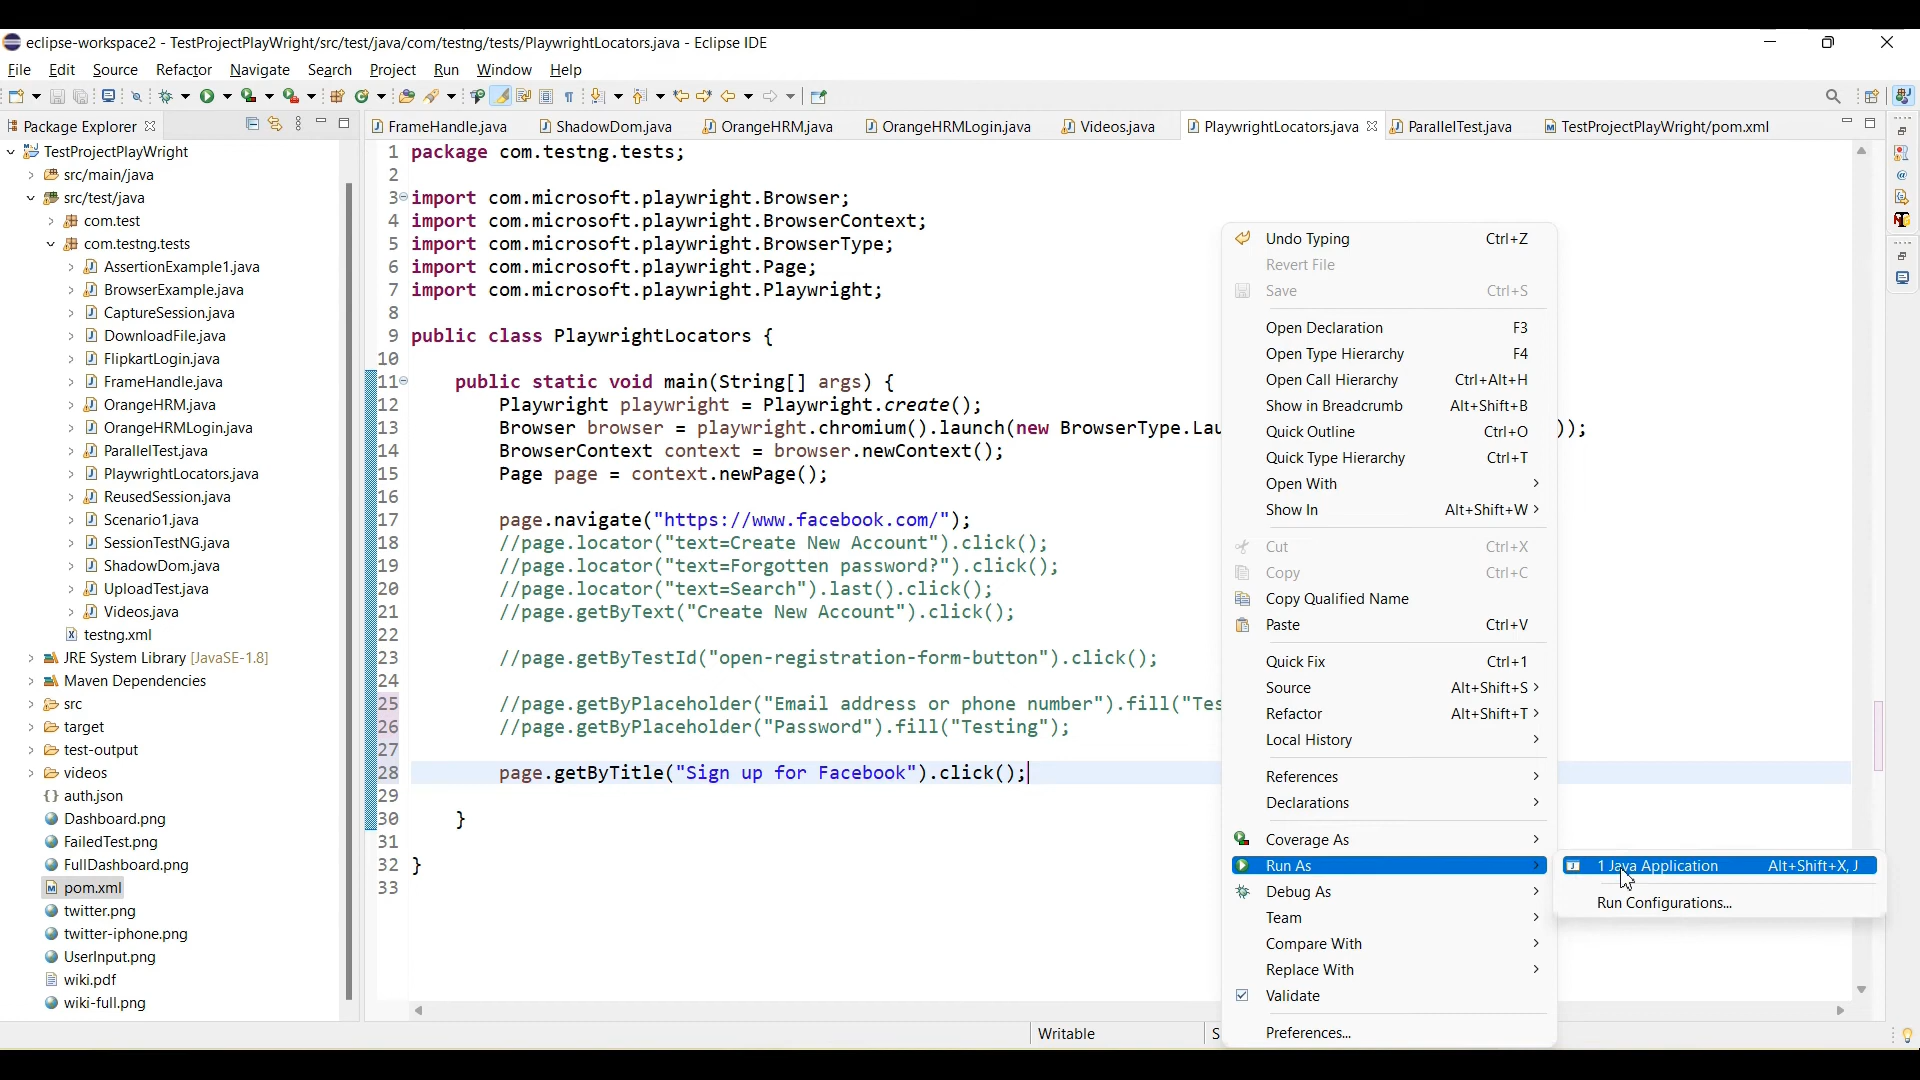 eclipse-workspace2 - TestProjectPlayWright/src/test/java/com/testng/tests/PlaywrightLocators.java - Eclipse IDE
File Edit Source Refactor Navigate Search Project Run Window Help
Package Explorer
FrameHandle.java ShadowDom.java OrangeHRM.java OrangeHRMLogin.java Videos.java PlaywrightLocators.java ParallelTest.java TestProjectPlayWright/pom.xml
TestProjectPlayWright
src/main/java
src/test/java
com.test
com.testng.tests
AssertionExample1.java
BrowserExample.java
CaptureSession.java
DownloadFile.java
FlipkartLogin.java
FrameHandle.java
OrangeHRM.java
OrangeHRMLogin.java
ParallelTest.java
PlaywrightLocators.java
ReusedSession.java
Scenario1.java
SessionTestNG.java
ShadowDom.java
UploadTest.java
Videos.java
testng.xml
JRE System Library [JavaSE-1.8]
Maven Dependencies
src
target
test-output
videos
auth.json
Dashboard.png
FailedTest.png
FullDashboard.png
pom.xml
twitter.png
twitter-iphone.png
UserInput.png
wiki.pdf
wiki-full.png
1 package com.testng.tests;
2
3 import com.microsoft.playwright.Browser;
4 import com.microsoft.playwright.BrowserContext;
5 import com.microsoft.playwright.BrowserType;
6 import com.microsoft.playwright.Page;
7 import com.microsoft.playwright.Playwright;
8
9 public class PlaywrightLocators {
10
11 public static void main(String[] args) {
12 Playwright playwright = Playwright.create();
13 Browser browser = playwright.chromium().launch(new BrowserType.Lau ));
14 BrowserContext context = browser.newContext();
15 Page page = context.newPage();
16
17 page.navigate("https://www.facebook.com/");
18 //page.locator("text=Create New Account").click();
19 //page.locator("text=Forgotten password?").click();
20 //page.locator("text=Search").last().click();
21 //page.getByText("Create New Account").click();
22
23 //page.getByTestId("open-registration-form-button").click();
24
25 //page.getByPlaceholder("Email address or phone number").fill("Tes
26 //page.getByPlaceholder("Password").fill("Testing");
27
28 page.getByTitle("Sign up for Facebook").click();
29
30 }
31
32 }
33
Undo Typing Ctrl+Z
Revert File
Save Ctrl+S
Open Declaration F3
Open Type Hierarchy F4
Open Call Hierarchy Ctrl+Alt+H
Show in Breadcrumb Alt+Shift+B
Quick Outline Ctrl+O
Quick Type Hierarchy Ctrl+T
Open With
Show In Alt+Shift+W
Cut Ctrl+X
Copy Ctrl+C
Copy Qualified Name
Paste Ctrl+V
Quick Fix Ctrl+1
Source Alt+Shift+S
Refactor Alt+Shift+T
Local History
References
Declarations
Coverage As
Run As
Debug As
Team
Compare With
Replace With
Validate
Preferences...
1 Java Application Alt+Shift+X, J
Run Configurations...
Writable S